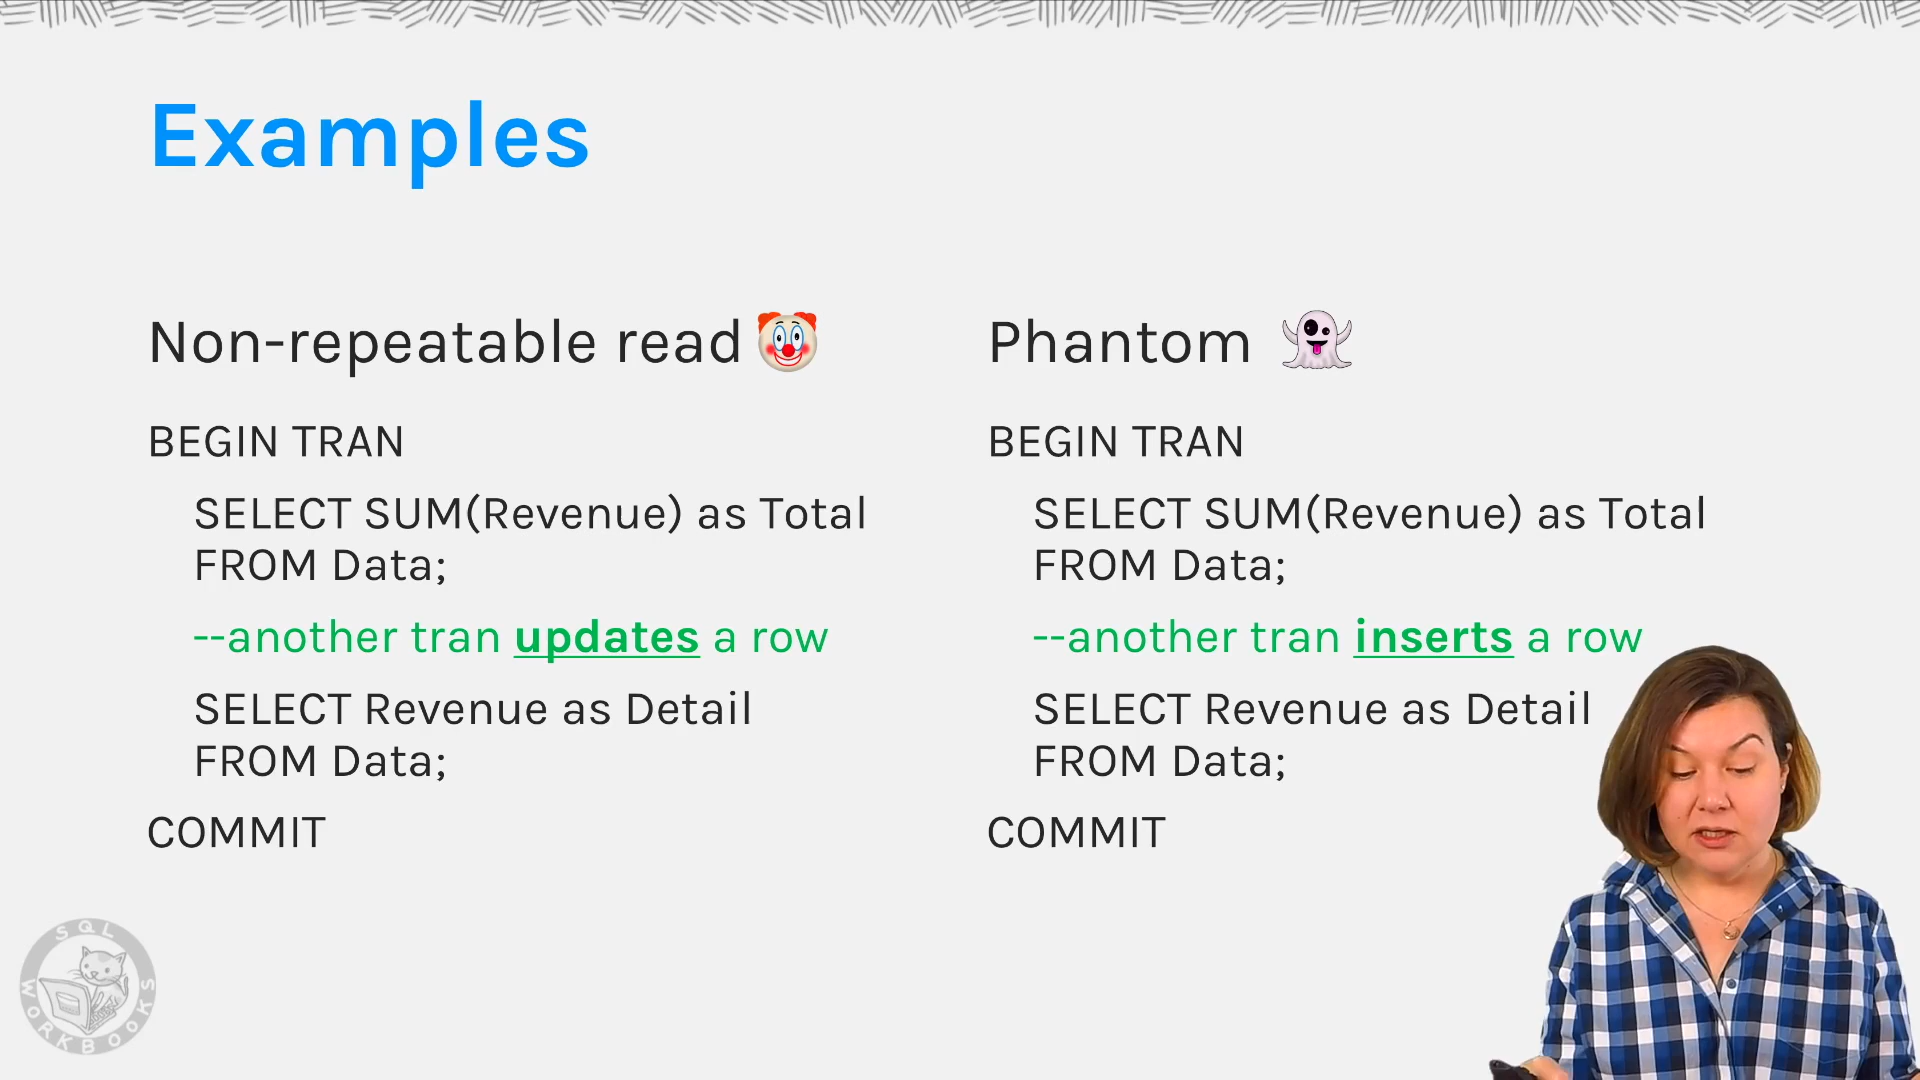 Examples
Non-repeatable read
BEGIN TRAN
SELECT SUM(Revenue) as Total
FROM Data;
--another tran updates a row
SELECT Revenue as Detail
FROM Data;
COMMIT
Phantom
BEGIN TRAN
SELECT SUM(Revenue) as Total
FROM Data;
--another tran inserts a row
SELECT Revenue as Detail
FROM Data;
COMMIT
SQL
WORKBOOKS